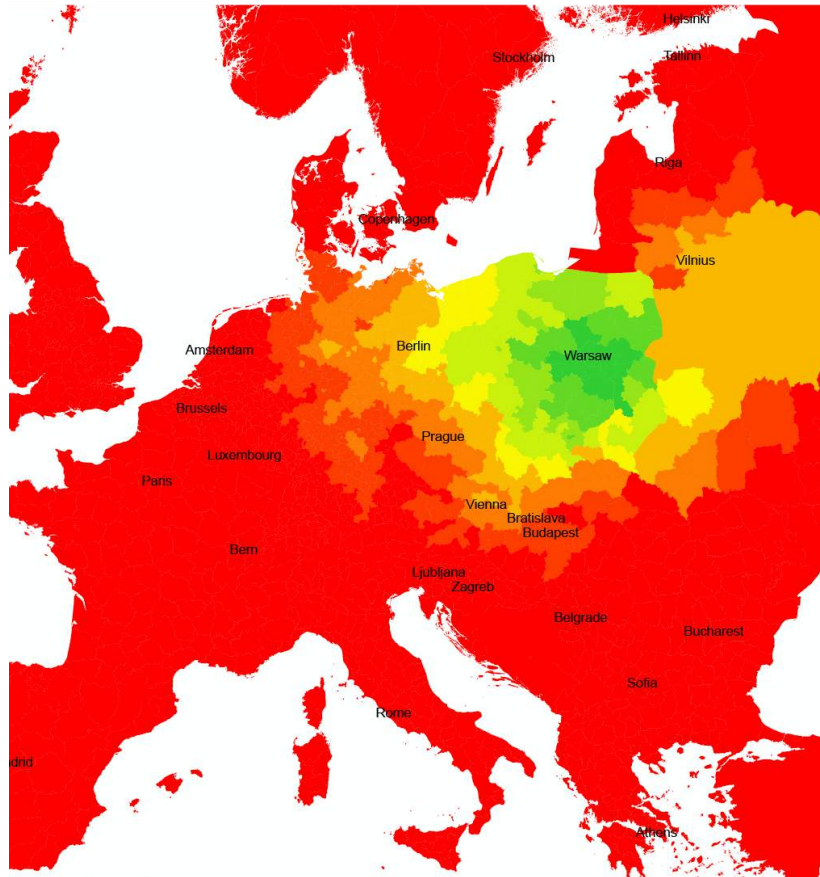 Helsinki
Stockholm
Tallinn
Riga
Copenhagen
Vilnius
Amsterdam
Berlin
Warsaw
Brussels
Prague
Luxembourg
Paris
Vienna
Bratislava
Budapest
Bern
Ljubljana
Zagreb
Belgrade
Bucharest
Sofia
Rome
adrid
Athens